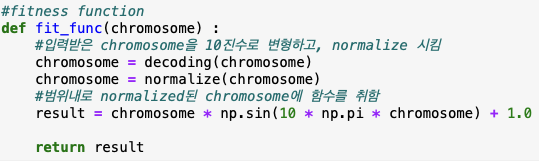 #fitness function
def fit_func(chromosome) :
#입력받은 chromosome을 10진수로 변형하고, normalize 시킴
chromosome = decoding(chromosome)
chromosome = normalize(chromosome)
#범위내로 normalized된 chromosome에 함수를 취함
result = chromosome * np.sin(10 * np.pi * chromosome) + 1.0
return result